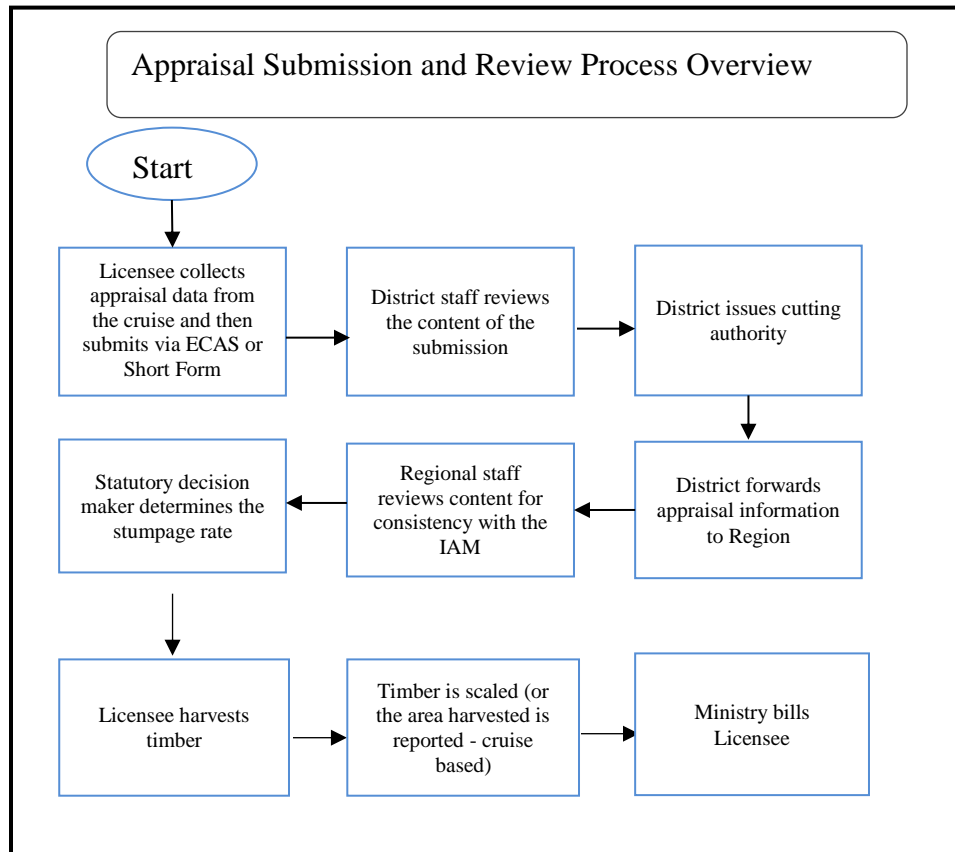 Appraisal Submission and Review Process Overview
Start
Licensee collects
appraisal data from
the cruise and then
submits via ECAS or
Short Form
District staff reviews
the content of the
submission
District issues cutting
authority
District forwards
appraisal information
to Region
Regional staff
reviews content for
consistency with the
IAM
Statutory decision
maker determines the
stumpage rate
Licensee harvests
timber
Timber is scaled (or
the area harvested is
reported - cruise
based)
Ministry bills
Licensee